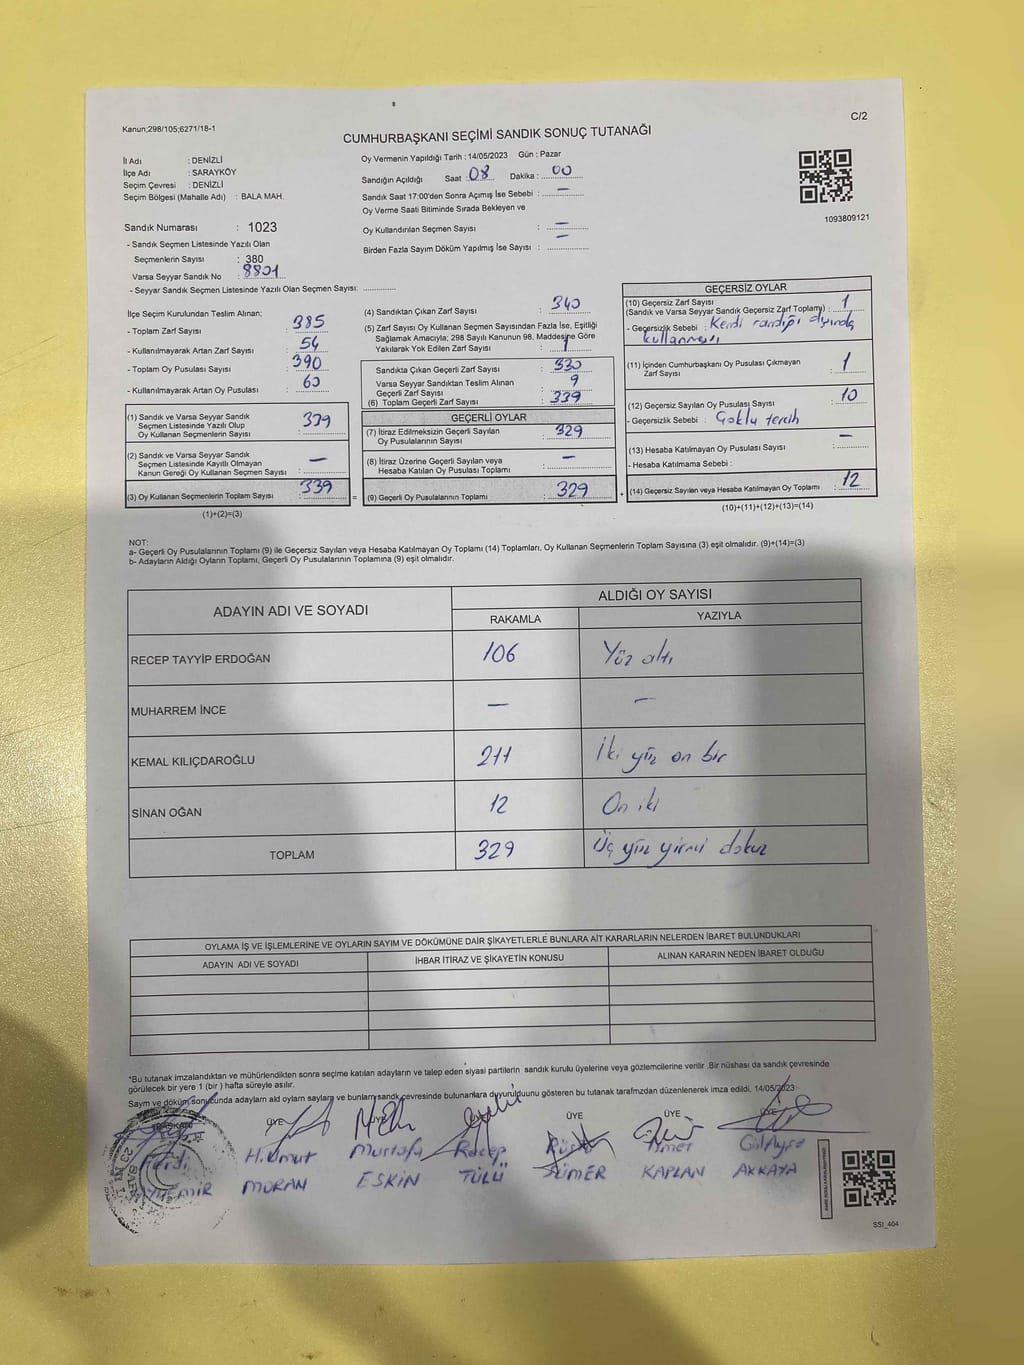 Kanun;298/105;6271/18-1
C/2
CUMHURBAŞKANI SEÇİMİ SANDIK SONUÇ TUTANAĞI
İl Adı : DENİZLİ
İlçe Adı : SARAYKÖY
Seçim Çevresi : DENİZLİ
Seçim Bölgesi (Mahalle Adı) : BALA MAH.
Oy Vermenin Yapıldığı Tarih : 14/05/2023 Gün : Pazar
Sandığın Açıldığı Saat : 08 Dakika : 00
Sandık Saat 17:00'den Sonra Açımış İse Sebebi : —
Oy Verme Saati Bitiminde Sırada Bekleyen ve
Oy Kullandırılan Seçmen Sayısı : —
Birden Fazla Sayım Döküm Yapılmış İse Sayısı : —
1093809121
Sandık Numarası : 1023
- Sandık Seçmen Listesinde Yazılı Olan
Seçmenlerin Sayısı : 380
Varsa Seyyar Sandık No : 8801
- Seyyar Sandık Seçmen Listesinde Yazılı Olan Seçmen Sayısı:
İlçe Seçim Kurulundan Teslim Alınan;
- Toplam Zarf Sayısı : 385
- Kullanılmayarak Artan Zarf Sayısı : 54
- Toplam Oy Pusulası Sayısı : 390
- Kullanılmayarak Artan Oy Pusulası : 60
(1) Sandık ve Varsa Seyyar Sandık
Seçmen Listesinde Yazılı Olup
Oy Kullanan Seçmenlerin Sayısı : 339
(2) Sandık ve Varsa Seyyar Sandık
Seçmen Listesinde Kayıtlı Olmayan
Kanun Gereği Oy Kullanan Seçmen Sayısı : —
(3) Oy Kullanan Seçmenlerin Toplam Sayısı : 339
(1)+(2)=(3)
(4) Sandıktan Çıkan Zarf Sayısı : 340
(5) Zarf Sayısı Oy Kullanan Seçmen Sayısından Fazla İse, Eşitliği
Sağlamak Amacıyla; 298 Sayılı Kanunun 98. Maddesine Göre
Yakılarak Yok Edilen Zarf Sayısı : 1
Sandıkta Çıkan Geçerli Zarf Sayısı : 330
Varsa Seyyar Sandıktan Teslim Alınan
Geçerli Zarf Sayısı : 9
(6) Toplam Geçerli Zarf Sayısı : 339
GEÇERLİ OYLAR
(7) İtiraz Edilmeksizin Geçerli Sayılan
Oy Pusulalarının Sayısı : 329
(8) İtiraz Üzerine Geçerli Sayılan veya
Hesaba Katılan Oy Pusulası Toplamı : —
(9) Geçerli Oy Pusulalarının Toplamı : 329
GEÇERSİZ OYLAR
(10) Geçersiz Zarf Sayısı
(Sandık ve Varsa Seyyar Sandık Geçersiz Zarf Toplamı) : 1
- Geçersizlik Sebebi : Kendi sandığı dışında
kullanması
(11) İçinden Cumhurbaşkanı Oy Pusulası Çıkmayan
Zarf Sayısı : 1
(12) Geçersiz Sayılan Oy Pusulası Sayısı : 10
- Geçersizlik Sebebi : Çoklu tercih
(13) Hesaba Katılmayan Oy Pusulası Sayısı : —
- Hesaba Katılmama Sebebi :
(14) Geçersiz Sayılan veya Hesaba Katılmayan Oy Toplamı : 12
(10)+(11)+(12)+(13)=(14)
NOT:
a- Geçerli Oy Pusulalarının Toplamı (9) ile Geçersiz Sayılan veya Hesaba Katılmayan Oy Toplamı (14) Toplamları, Oy Kullanan Seçmenlerin Toplam Sayısına (3) eşit olmalıdır. (9)+(14)=(3)
b- Adayların Aldığı Oyların Toplamı, Geçerli Oy Pusulalarının Toplamına (9) eşit olmalıdır.
ADAYIN ADI VE SOYADI ALDIĞI OY SAYISI
RAKAMLA YAZIYLA
RECEP TAYYİP ERDOĞAN 106 Yüz altı
MUHARREM İNCE — —
KEMAL KILIÇDAROĞLU 211 İki yüz on bir
SİNAN OĞAN 12 On iki
TOPLAM 329 Üç yüz yirmi dokuz
OYLAMA İŞ VE İŞLEMLERİNE VE OYLARIN SAYIM VE DÖKÜMÜNE DAİR ŞİKAYETLERLE BUNLARA AİT KARARLARIN NELERDEN İBARET BULUNDUKLARI
ADAYIN ADI VE SOYADI İHBAR İTİRAZ VE ŞİKAYETİN KONUSU ALINAN KARARIN NEDEN İBARET OLDUĞU
*Bu tutanak imzalandıktan ve mühürlendikten sonra seçime katılan adayların ve talep eden siyasi partilerin sandık kurulu üyelerine veya gözlemcilerine verilir .Bir nüshası da sandık çevresinde
görülecek bir yere 1 (bir ) hafta süreyle asılır.
Sayım ve döküm sonucunda adayların ald oyların sayları ve bunların sandık çevresinde bulunanlara duyurulduunu gösteren bu tutanak tarafmzdan düzenlenerek imza edildi. 14/05/2023
BAŞKAN ÜYE ÜYE ÜYE ÜYE
H.Umut Mustafa Recep Ahmet Gülayşe
MORAN ESKİN TÜLÜ SÜMER KAPLAN AKKAYA
SSI_404